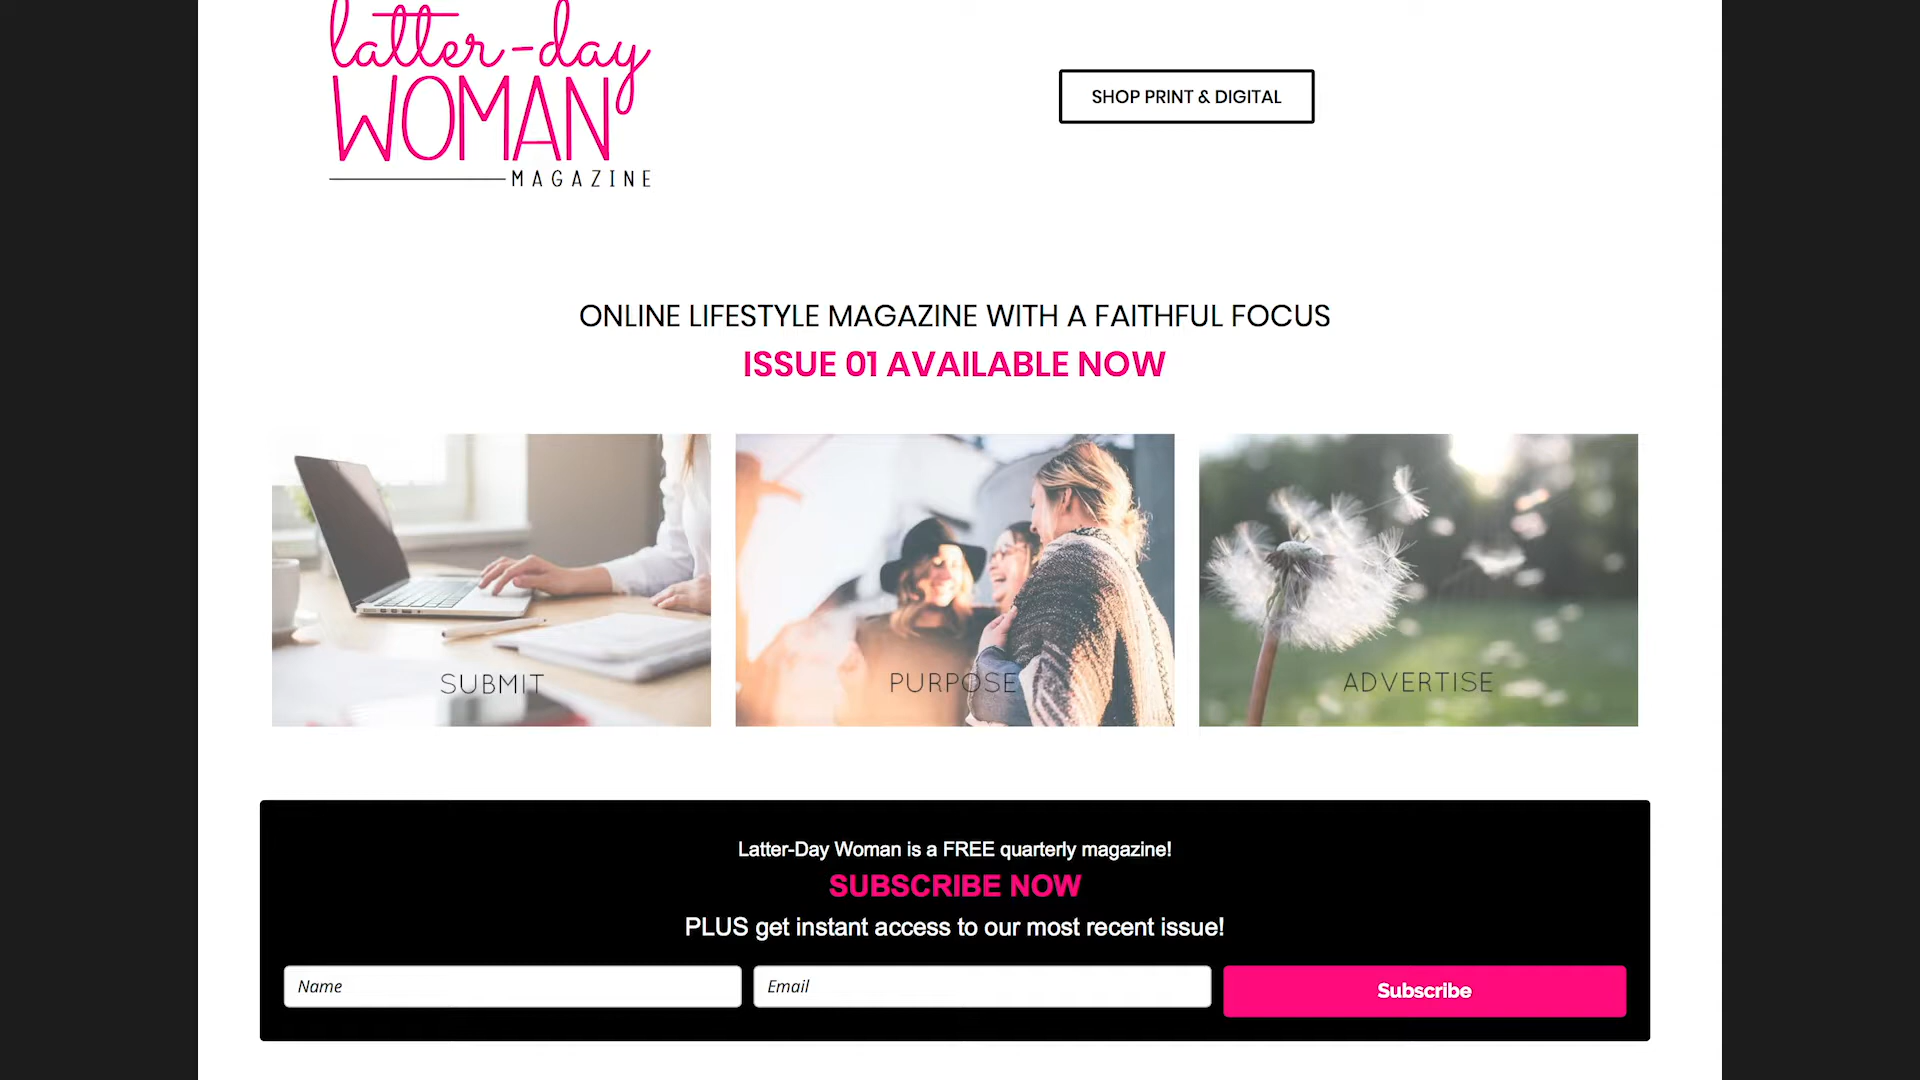 latter-day
WOMAN
MAGAZINE
SHOP PRINT & DIGITAL
ONLINE LIFESTYLE MAGAZINE WITH A FAITHFUL FOCUS
ISSUE 01 AVAILABLE NOW
SUBMIT
PURPOSE
ADVERTISE
Latter-Day Woman is a FREE quarterly magazine!
SUBSCRIBE NOW
PLUS get instant access to our most recent issue!
Name
Email
Subscribe